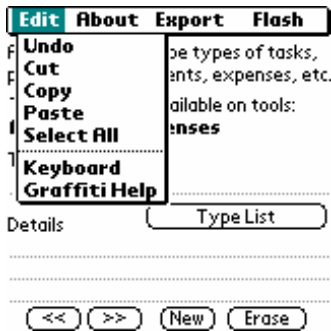 Edit About Export Flash
Undo
Cut
Copy
Paste
Select All
Keyboard
Graffiti Help
pe types of tasks,
ents, expenses, etc.
ailable on tools:
enses
Details
Type List
<< >> New Erase